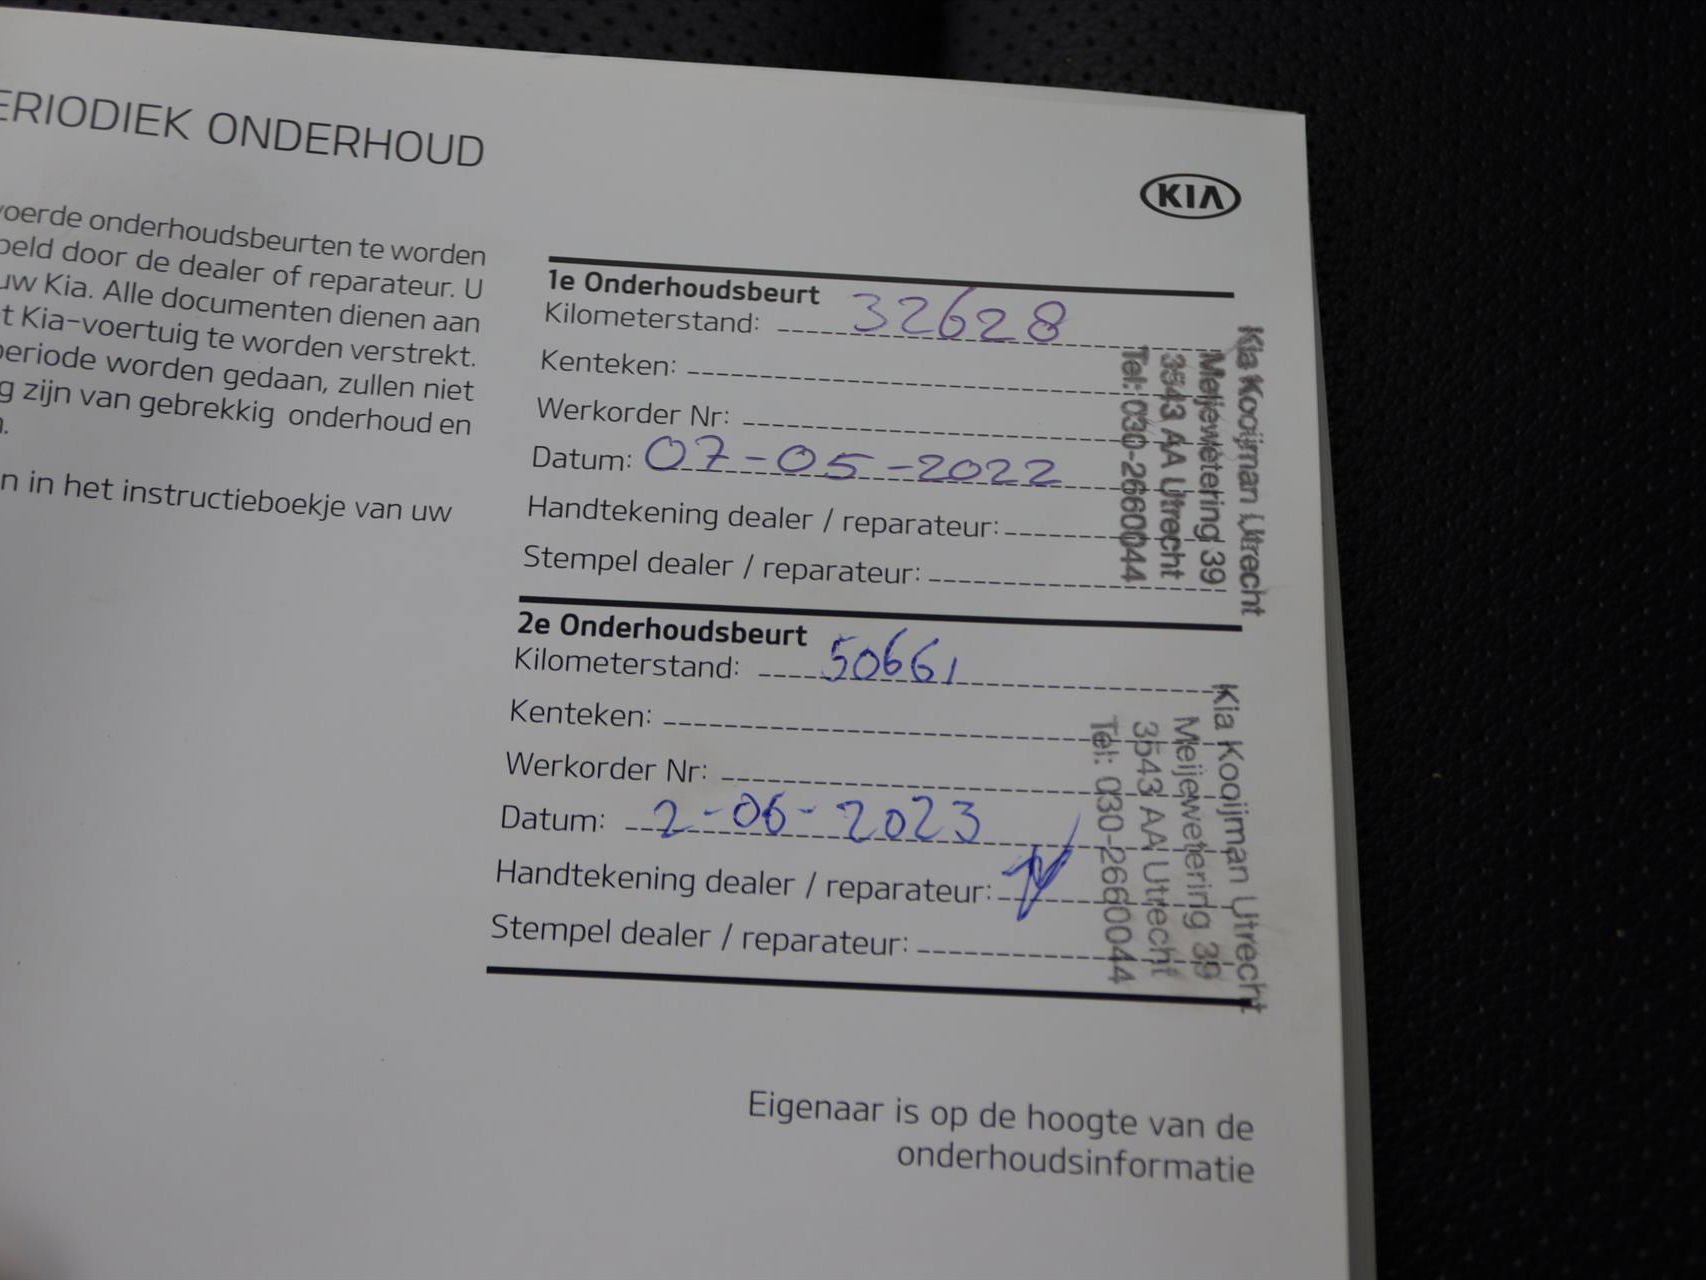 ERIODIEK ONDERHOUD
voerde onderhoudsbeurten te worden
peld door de dealer of reparateur. U
uw Kia. Alle documenten dienen aan
t Kia-voertuig te worden verstrekt.
periode worden gedaan, zullen niet
g zijn van gebrekkig onderhoud en
n in het instructieboekje van uw
KIA
1e Onderhoudsbeurt
Kilometerstand: 32628
Kenteken:
Werkorder Nr:
Datum: 07-05-2022
Handtekening dealer / reparateur:
Stempel dealer / reparateur:
Kia Kooijman Utrecht
Meijewetering 39
3543 AA Utrecht
Tel: 030-2660044
2e Onderhoudsbeurt
Kilometerstand: 50661
Kenteken:
Werkorder Nr:
Datum: 2-06-2023
Handtekening dealer / reparateur:
Stempel dealer / reparateur:
Kia Kooijman Utrecht
Meijewetering 39
3543 AA Utrecht
Tel: 030-2660044
Eigenaar is op de hoogte van de
onderhoudsinformatie